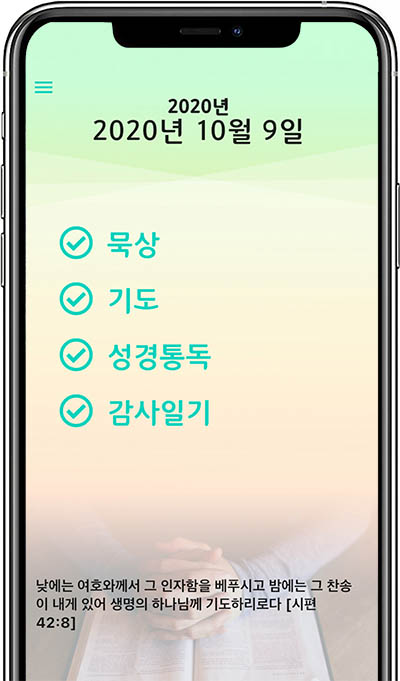 2020년
2020년 10월 9일
묵상
기도
성경통독
감사일기
낮에는 여호와께서 그 인자함을 베푸시고 밤에는 그 찬송
이 내게 있어 생명의 하나님께 기도하리로다 [시편
42:8]